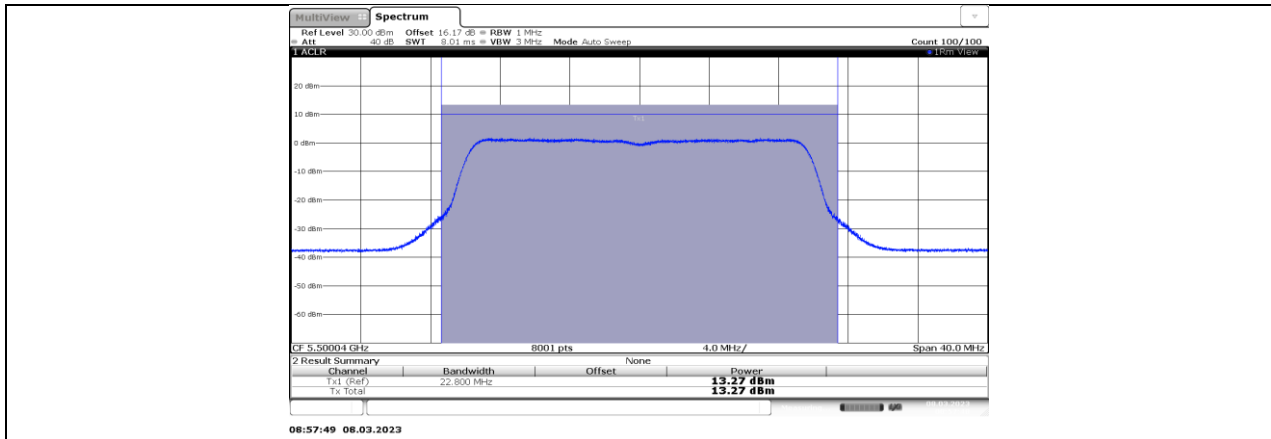 MultiView Spectrum
Ref Level 30.00 dBm Offset 16.17 dB RBW 1 MHz
Att 40 dB SWT 8.01 ms VBW 3 MHz Mode Auto Sweep Count 100/100
1 ACLR 1Rm View
20 dBm
10 dBm
Tx1
0 dBm
-10 dBm
-20 dBm
-30 dBm
-40 dBm
-50 dBm
-60 dBm
CF 5.50004 GHz 8001 pts 4.0 MHz/ Span 40.0 MHz
2 Result Summary None
Channel Bandwidth Offset Power
Tx1 (Ref) 22.800 MHz 13.27 dBm
Tx Total 13.27 dBm
08.03.2023
08:57:49 08.03.2023